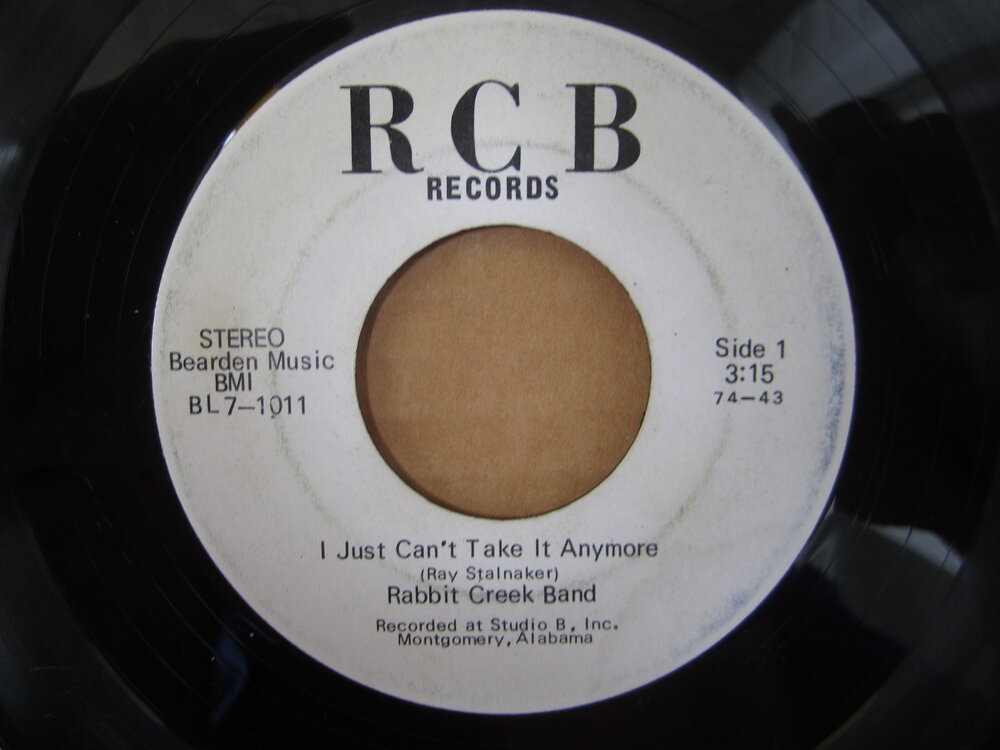 R C B
RECORDS
STEREO
Bearden Music
BMI
BL7-1011
Side 1
3:15
74-43
I Just Can't Take It Anymore
(Ray Stalnaker)
Rabbit Creek Band
Recorded at Studio B, Inc.
Montgomery, Alabama